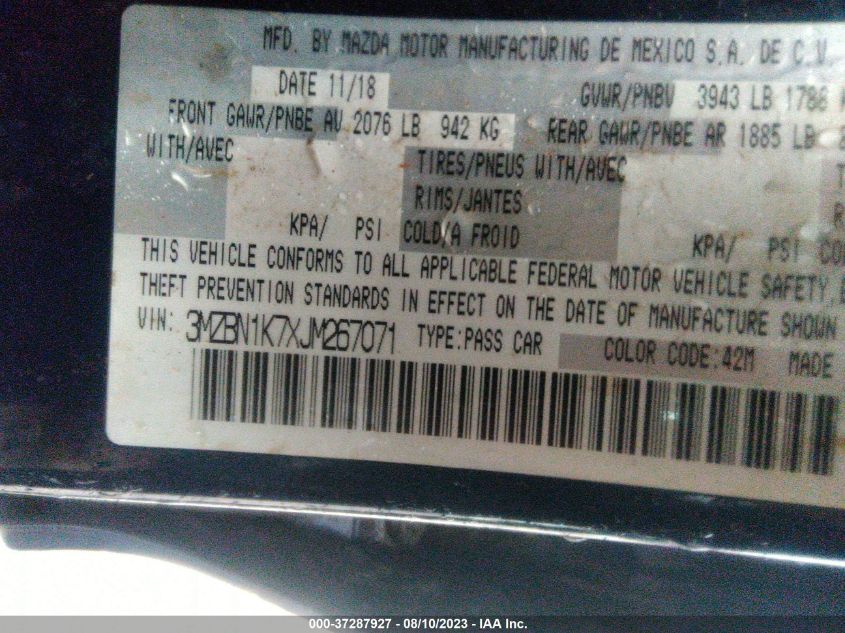 MFD. BY MAZDA MOTOR MANUFACTURING DE MEXICO S.A. DE C.V.
DATE 11/18 GVWR/PNBV 3943 LB 1786
FRONT GAWR/PNBE AV 2076 LB 942 KG REAR GAWR/PNBE AR 1885 LB
WITH/AVEC TIRES/PNEUS WITH/AVEC
RIMS/JANTES
KPA/ PSI COLD/A FROID KPA/ PSI
THIS VEHICLE CONFORMS TO ALL APPLICABLE FEDERAL MOTOR VEHICLE SAFETY,
THEFT PREVENTION STANDARDS IN EFFECT ON THE DATE OF MANUFACTURE SHOWN
VIN: 3MZBN1K7XJM267071 TYPE:PASS CAR COLOR CODE:42M MADE
000-37287927 - 08/10/2023 - IAA Inc.